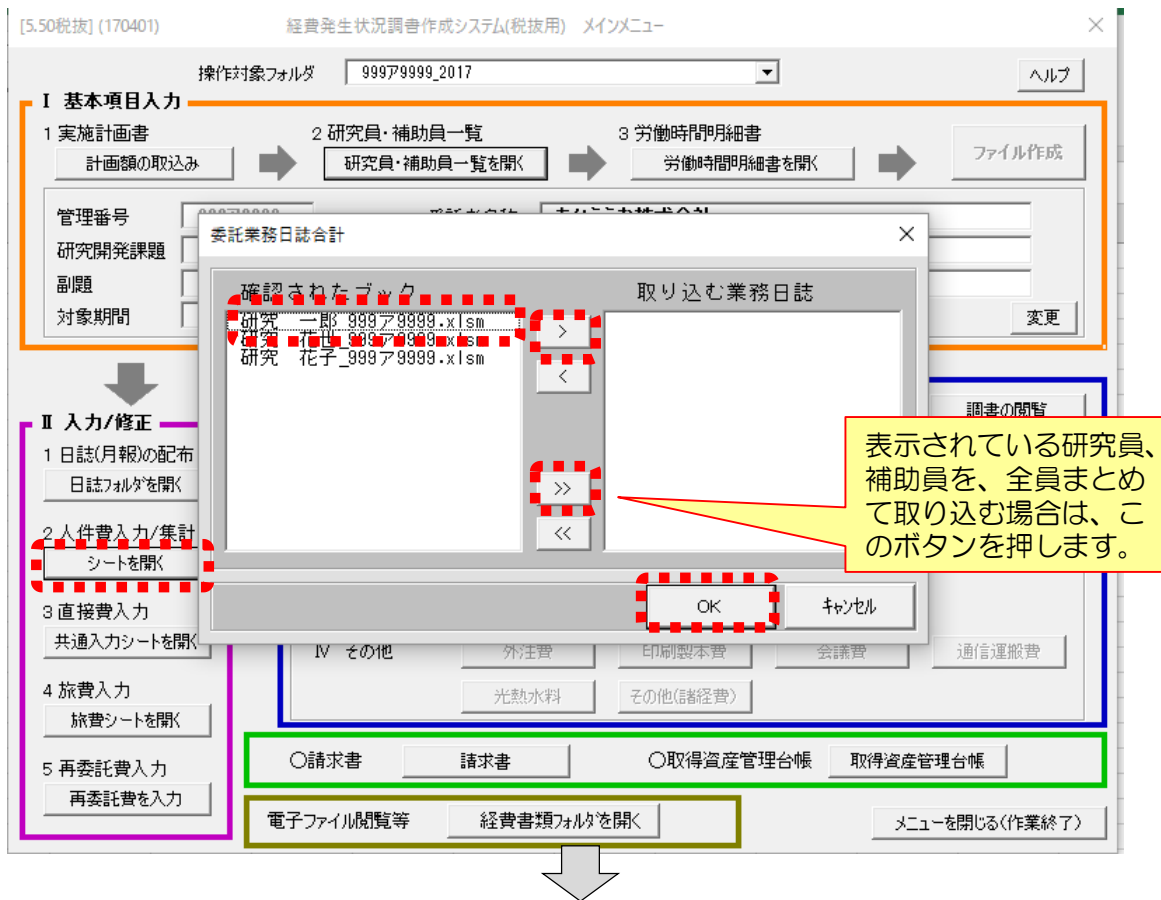 [5.50税抜] (170401) 経費発生状況調書作成システム(税抜用) メインメニュー
操作対象フォルダ 999ア9999_2017 ヘルプ
Ⅰ 基本項目入力
1 実施計画書 2 研究員・補助員一覧 3 労働時間明細書
計画額の取込み 研究員・補助員一覧を開く 労働時間明細書を開く ファイル作成
管理番号
研究開発課題
副題
対象期間 変更
委託業務日誌合計
確認されたブック 取り込む業務日誌
研究 一郎_999ア9999.xlsm
研究 花世_999ア9999.xlsm
研究 花子_999ア9999.xlsm
>
<
>>
<<
OK キャンセル
調書の閲覧
表示されている研究員、
補助員を、全員まとめ
て取り込む場合は、こ
のボタンを押します。
Ⅱ 入力/修正
1 日誌(月報)の配布
日誌フォルダを開く
2 人件費入力/集計
シートを開く
3 直接費入力
共通入力シートを開く
4 旅費入力
旅費シートを開く
5 再委託費入力
再委託費を入力
Ⅳ その他 外注費 印刷製本費 会議費 通信運搬費
光熱水料 その他(諸経費)
〇請求書 請求書 〇取得資産管理台帳 取得資産管理台帳
電子ファイル閲覧等 経費書類フォルダを開く メニューを閉じる(作業終了)